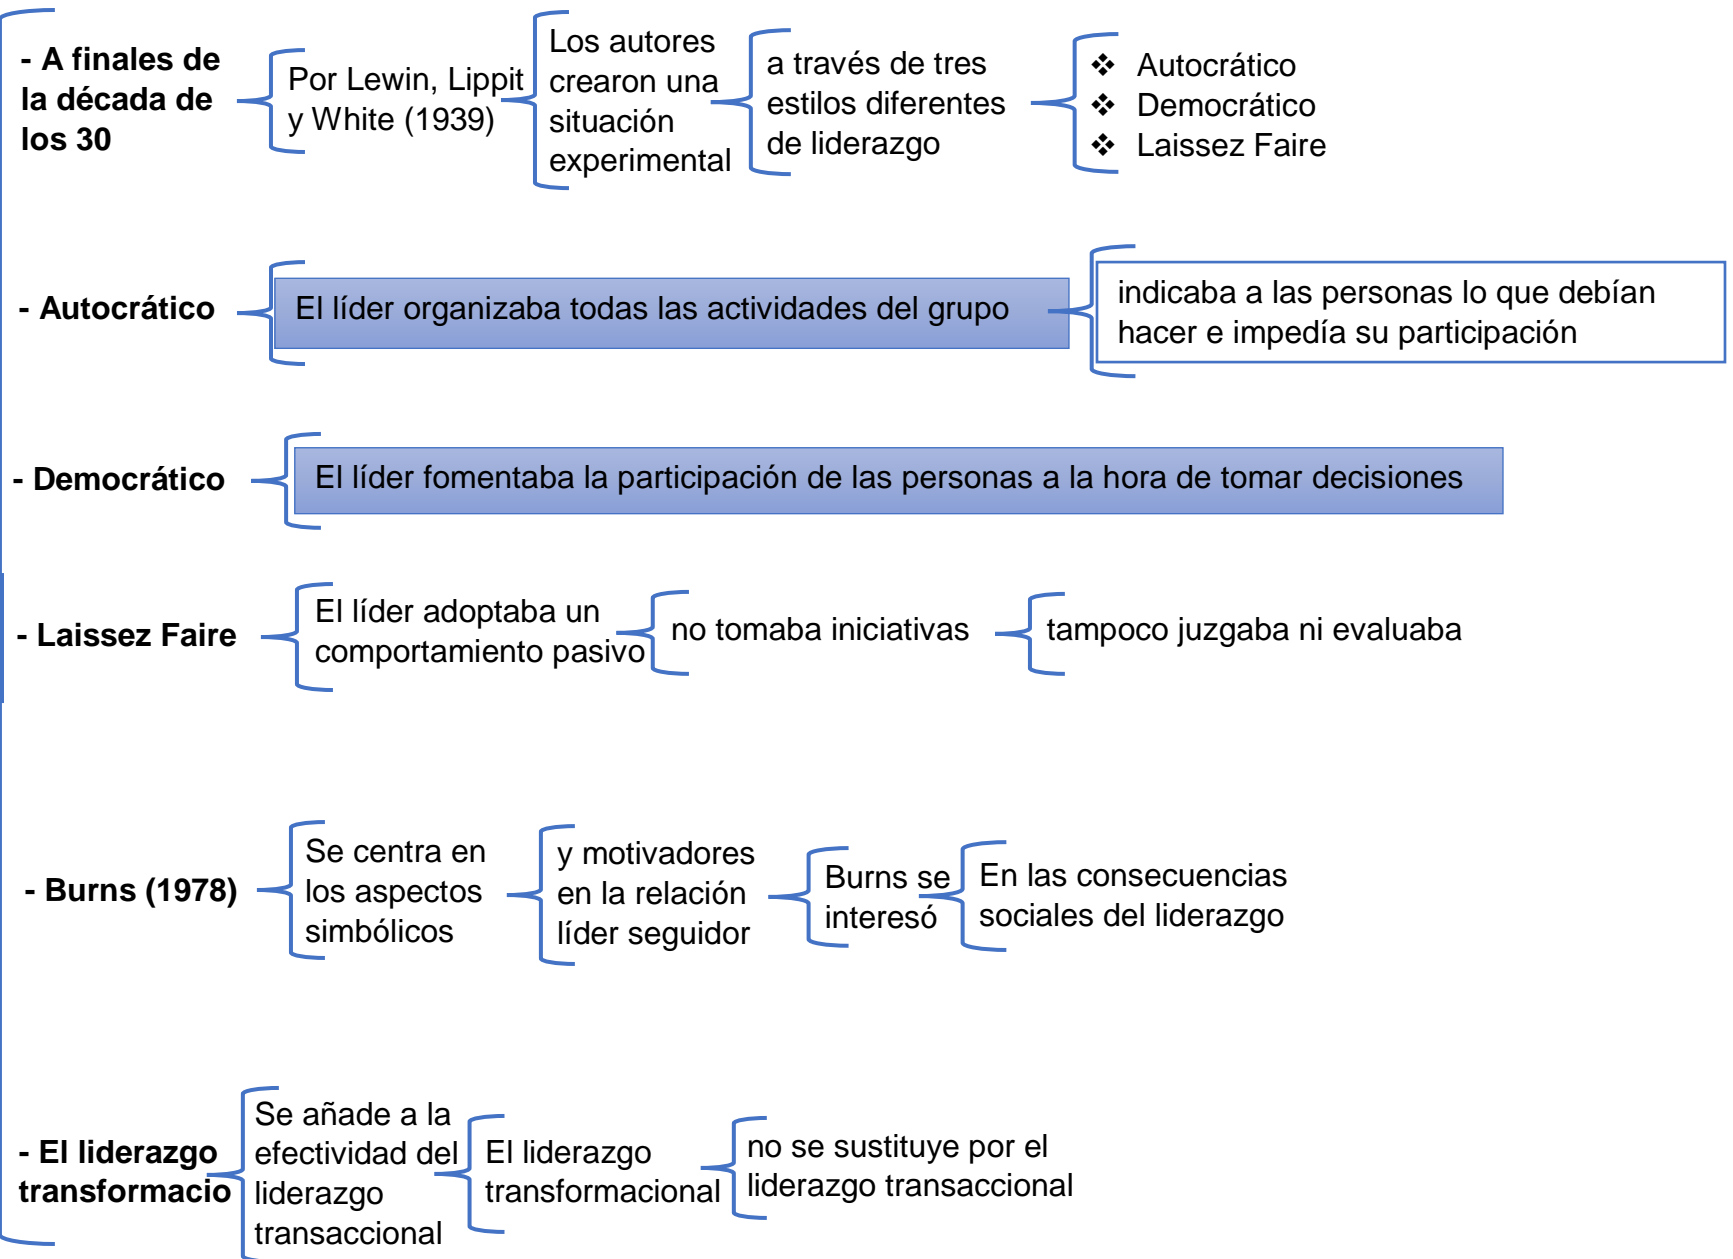 - A finales de
la década de
los 30
Por Lewin, Lippit
y White (1939)
Los autores
crearon una
situación
experimental
a través de tres
estilos diferentes
de liderazgo
❖ Autocrático
❖ Democrático
❖ Laissez Faire
- Autocrático
El líder organizaba todas las actividades del grupo
indicaba a las personas lo que debían
hacer e impedía su participación
- Democrático
El líder fomentaba la participación de las personas a la hora de tomar decisiones
- Laissez Faire
El líder adoptaba un
comportamiento pasivo
no tomaba iniciativas
tampoco juzgaba ni evaluaba
- Burns (1978)
Se centra en
los aspectos
simbólicos
y motivadores
en la relación
líder seguidor
Burns se
interesó
En las consecuencias
sociales del liderazgo
- El liderazgo
transformacio
Se añade a la
efectividad del
liderazgo
transaccional
El liderazgo
transformacional
no se sustituye por el
liderazgo transaccional